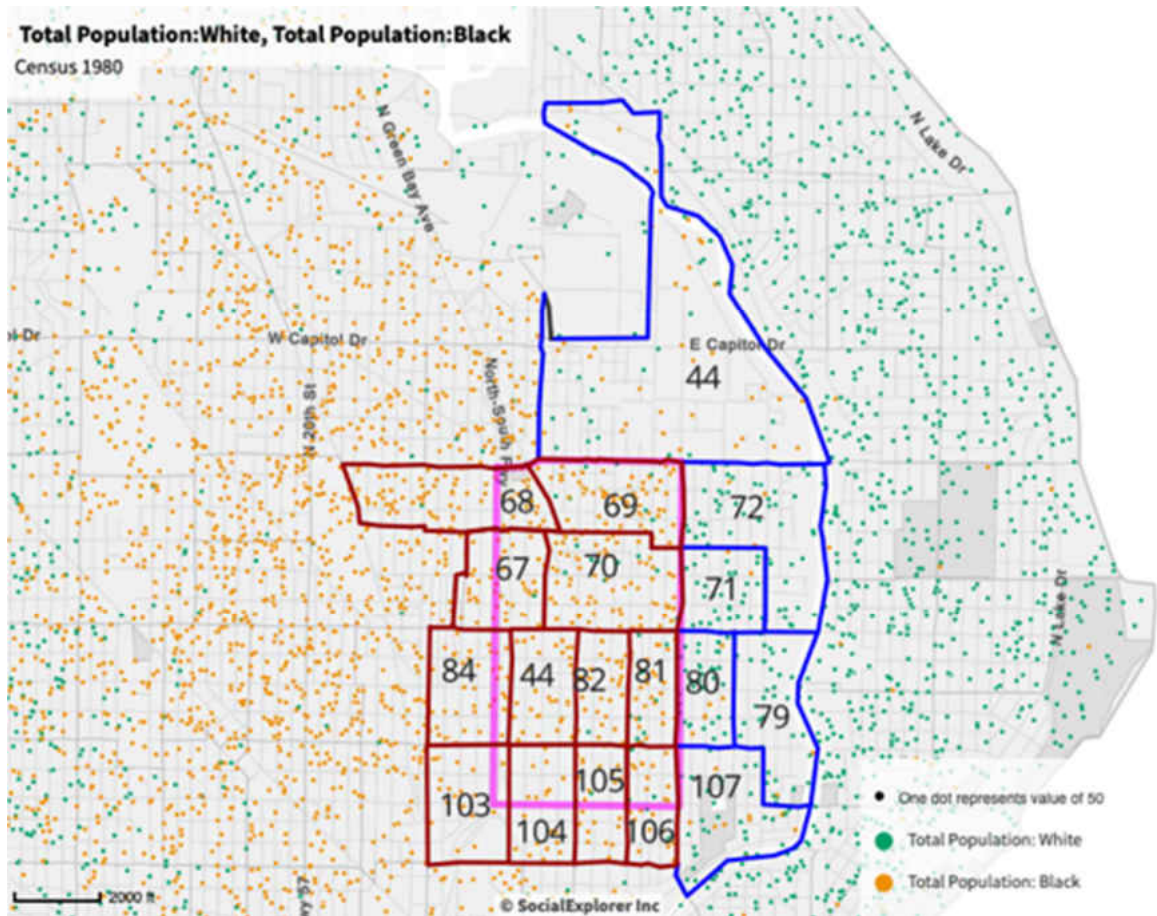 Total Population:White, Total Population:Black
Census 1980
N Lake Dr
N Green Bay Ave
ol-Dr
W Capitol Dr
E Capitol Dr
44
North-South Fwy
N 20th St
68
69
72
67
70
71
N Lake Dr
84
44
82
81
80
79
103
105
107
104
106
One dot represents value of 50
Total Population: White
Total Population: Black
2000 ft
© SocialExplorer Inc